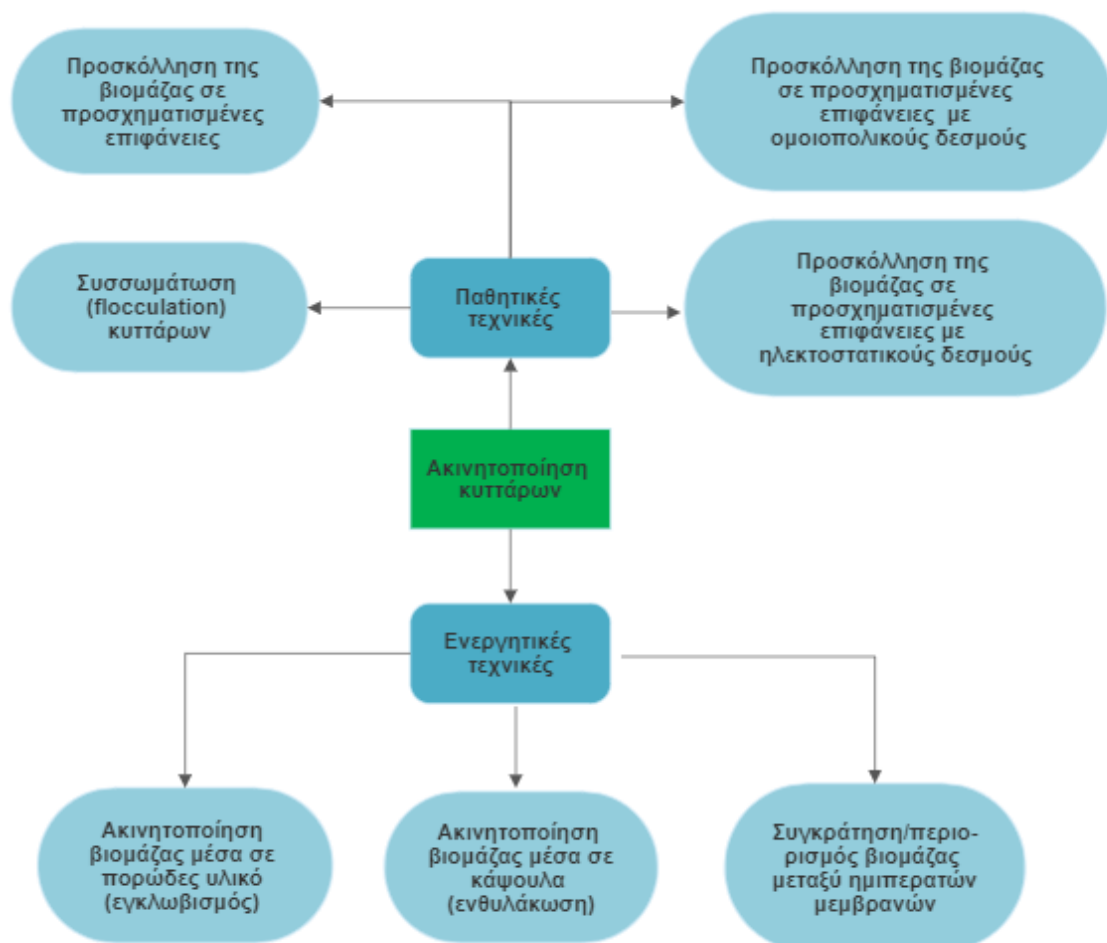 Προσκόλληση της
βιομάζας σε
προσχηματισμένες
επιφάνειες
Προσκόλληση της βιομάζας
σε προσχηματισμένες
επιφάνειες με
ομοιοπολικούς δεσμούς
Συσσωμάτωση
(flocculation)
κυττάρων
Παθητικές
τεχνικές
Προσκόλληση της
βιομάζας σε
προσχηματισμένες
επιφάνειες με
ηλεκτοστατικούς δεσμούς
Ακινητοποίηση
κυττάρων
Ενεργητικές
τεχνικές
Ακινητοποίηση
βιομάζας μέσα σε
πορώδες υλικό
(εγκλωβισμός)
Ακινητοποίηση
βιομάζας μέσα σε
κάψουλα
(ενθυλάκωση)
Συγκράτηση/περιο-
ρισμός βιομάζας
μεταξύ ημιπερατών
μεμβρανών